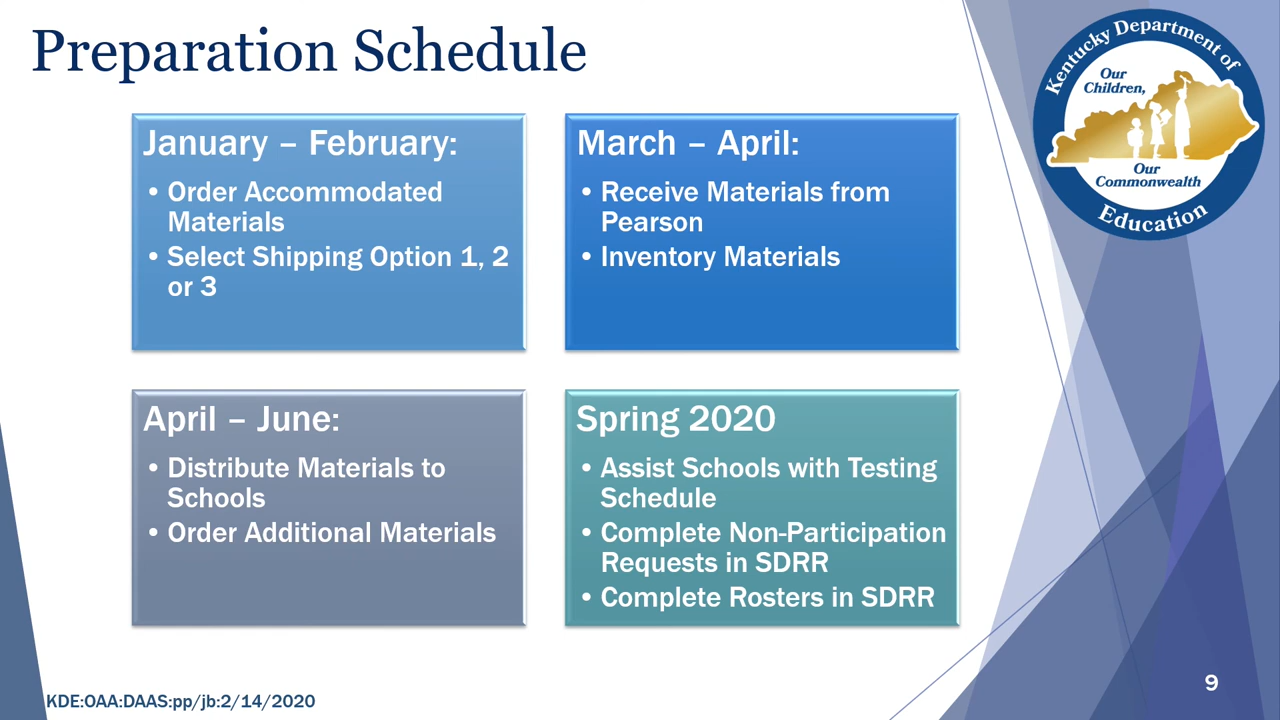 Preparation Schedule
January – February:
• Order Accommodated
Materials
• Select Shipping Option 1, 2
or 3
March – April:
• Receive Materials from
Pearson
• Inventory Materials
April – June:
• Distribute Materials to
Schools
• Order Additional Materials
Spring 2020
• Assist Schools with Testing
Schedule
• Complete Non-Participation
Requests in SDRR
• Complete Rosters in SDRR
Kentucky Department of
Education
Our
Children,
Our
Commonwealth
KDE:OAA:DAAS:pp/jb:2/14/2020
9